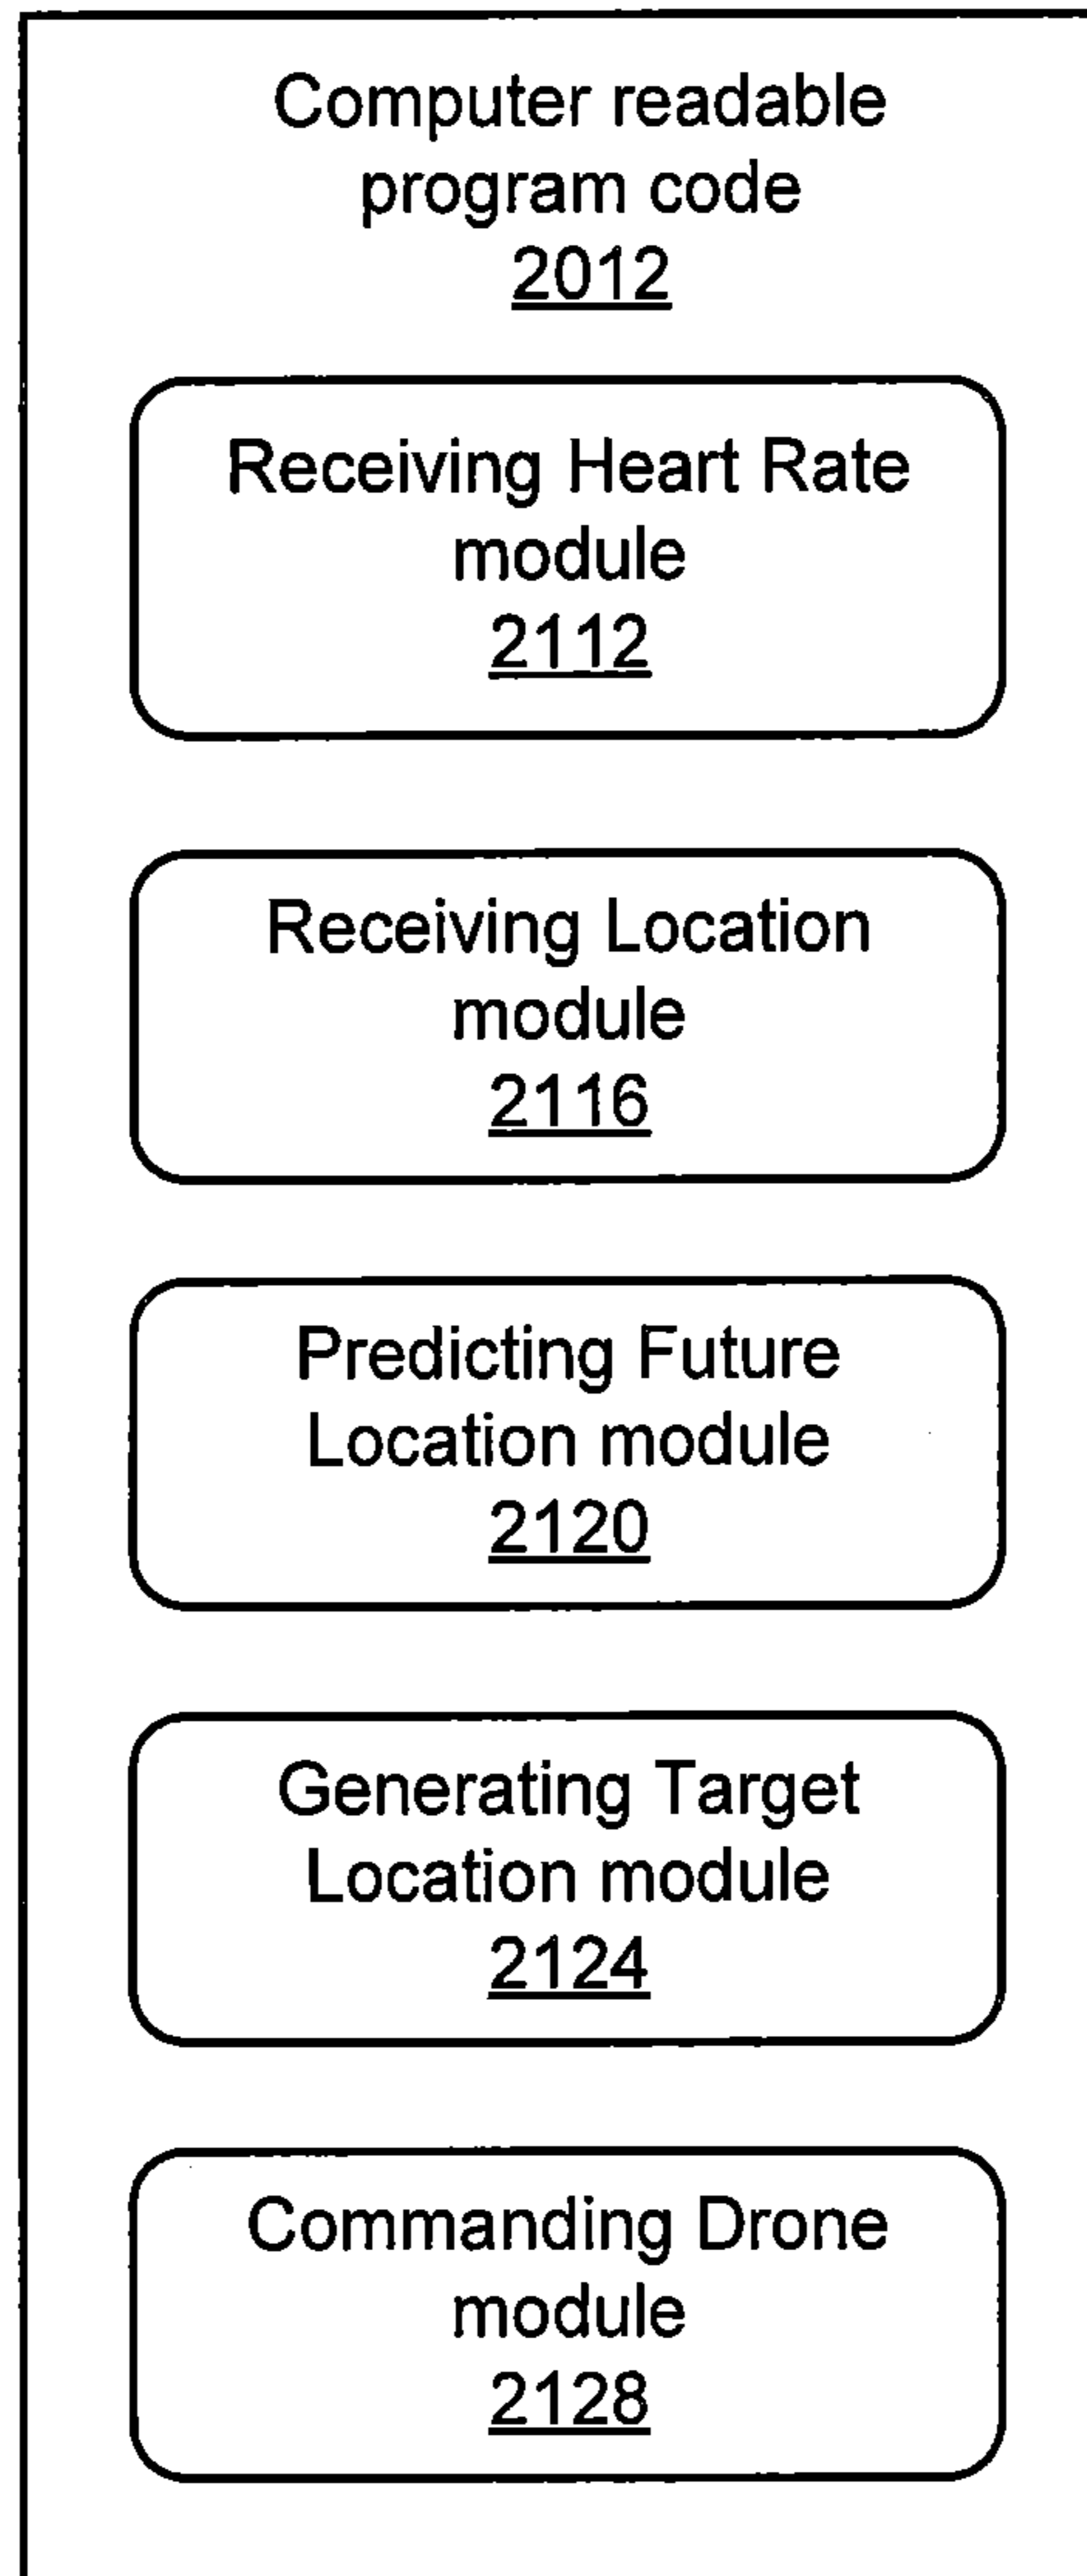 Computer readable
program code
2012
Receiving Heart Rate
module
2112
Receiving Location
module
2116
Predicting Future
Location module
2120
Generating Target
Location module
2124
Commanding Drone
module
2128